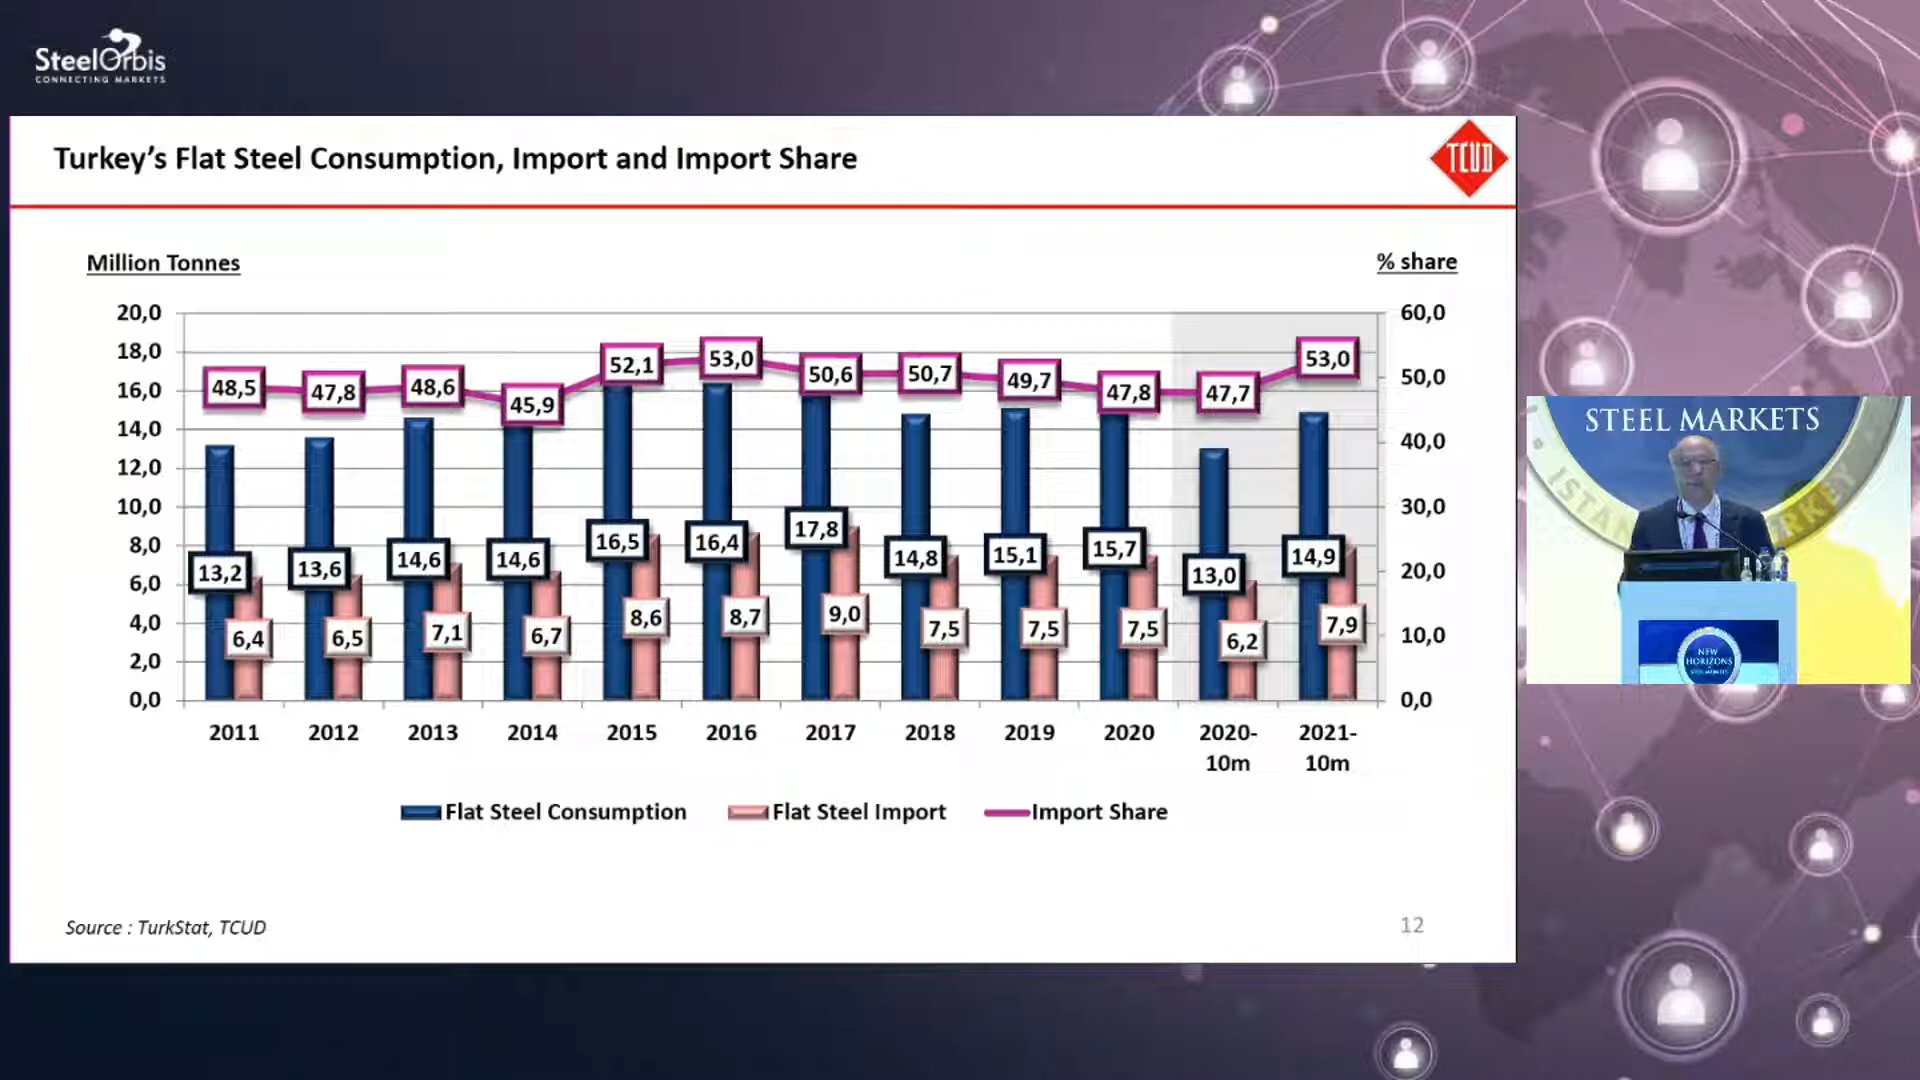 SteelOrbis
CONNECTING MARKETS
Turkey's Flat Steel Consumption, Import and Import Share
TCUD
Million Tonnes
% share
20,0
18,0
16,0
14,0
12,0
10,0
8,0
6,0
4,0
2,0
0,0
60,0
50,0
40,0
30,0
20,0
10,0
0,0
48,5 47,8 48,6 45,9 52,1 53,0 50,6 50,7 49,7 47,8 47,7 53,0
13,2 13,6 14,6 14,6 16,5 16,4 17,8 14,8 15,1 15,7 13,0 14,9
6,4 6,5 7,1 6,7 8,6 8,7 9,0 7,5 7,5 7,5 6,2 7,9
2011 2012 2013 2014 2015 2016 2017 2018 2019 2020 2020- 2021-
10m 10m
Flat Steel Consumption Flat Steel Import Import Share
Source : TurkStat, TCUD
12
STEEL MARKETS
NEW
HORIZONS
STEEL MARKETS